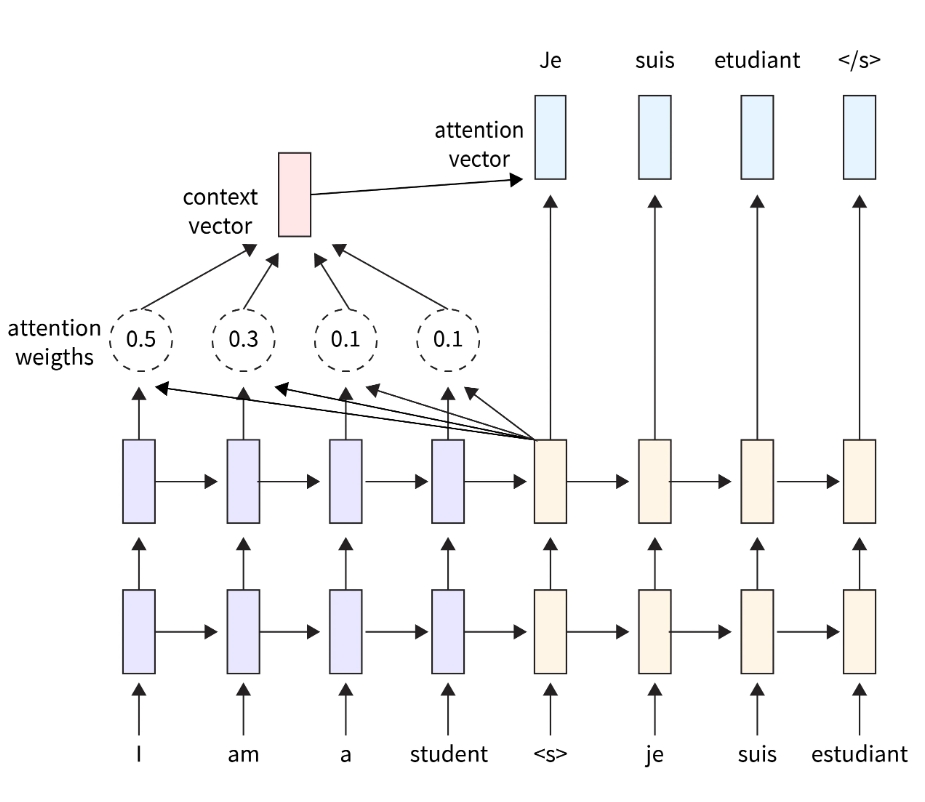 Je suis etudiant </s>
attention
vector
context
vector
attention
weigths
0.5 0.3 0.1 0.1
I am a student <s> je suis estudiant